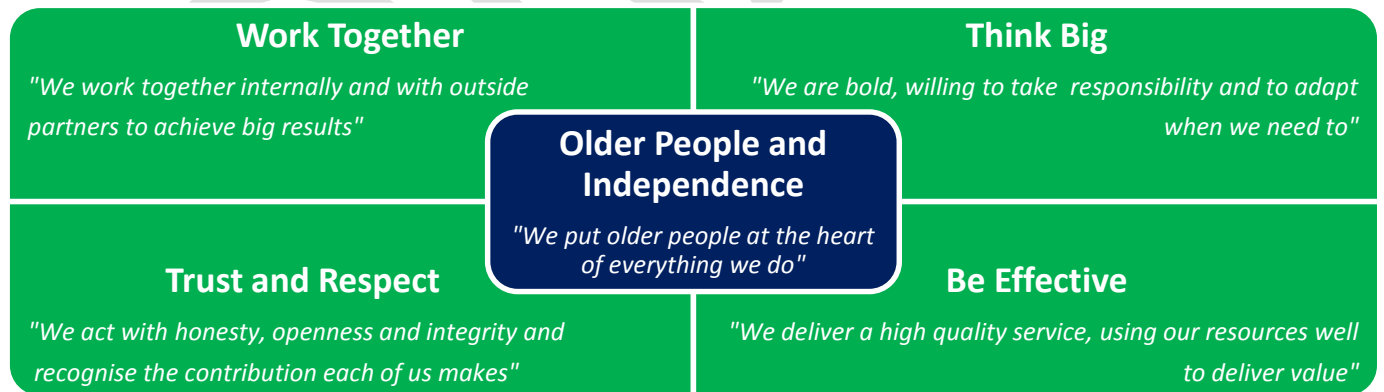 Work Together
"We work together internally and with outside
partners to achieve big results"
Think Big
"We are bold, willing to take  responsibility and to adapt
when we need to"
Older People and
Independence
"We put older people at the heart
of everything we do"
Trust and Respect
"We act with honesty, openness and integrity and
recognise the contribution each of us makes"
Be Effective
"We deliver a high quality service, using our resources well
to deliver value"